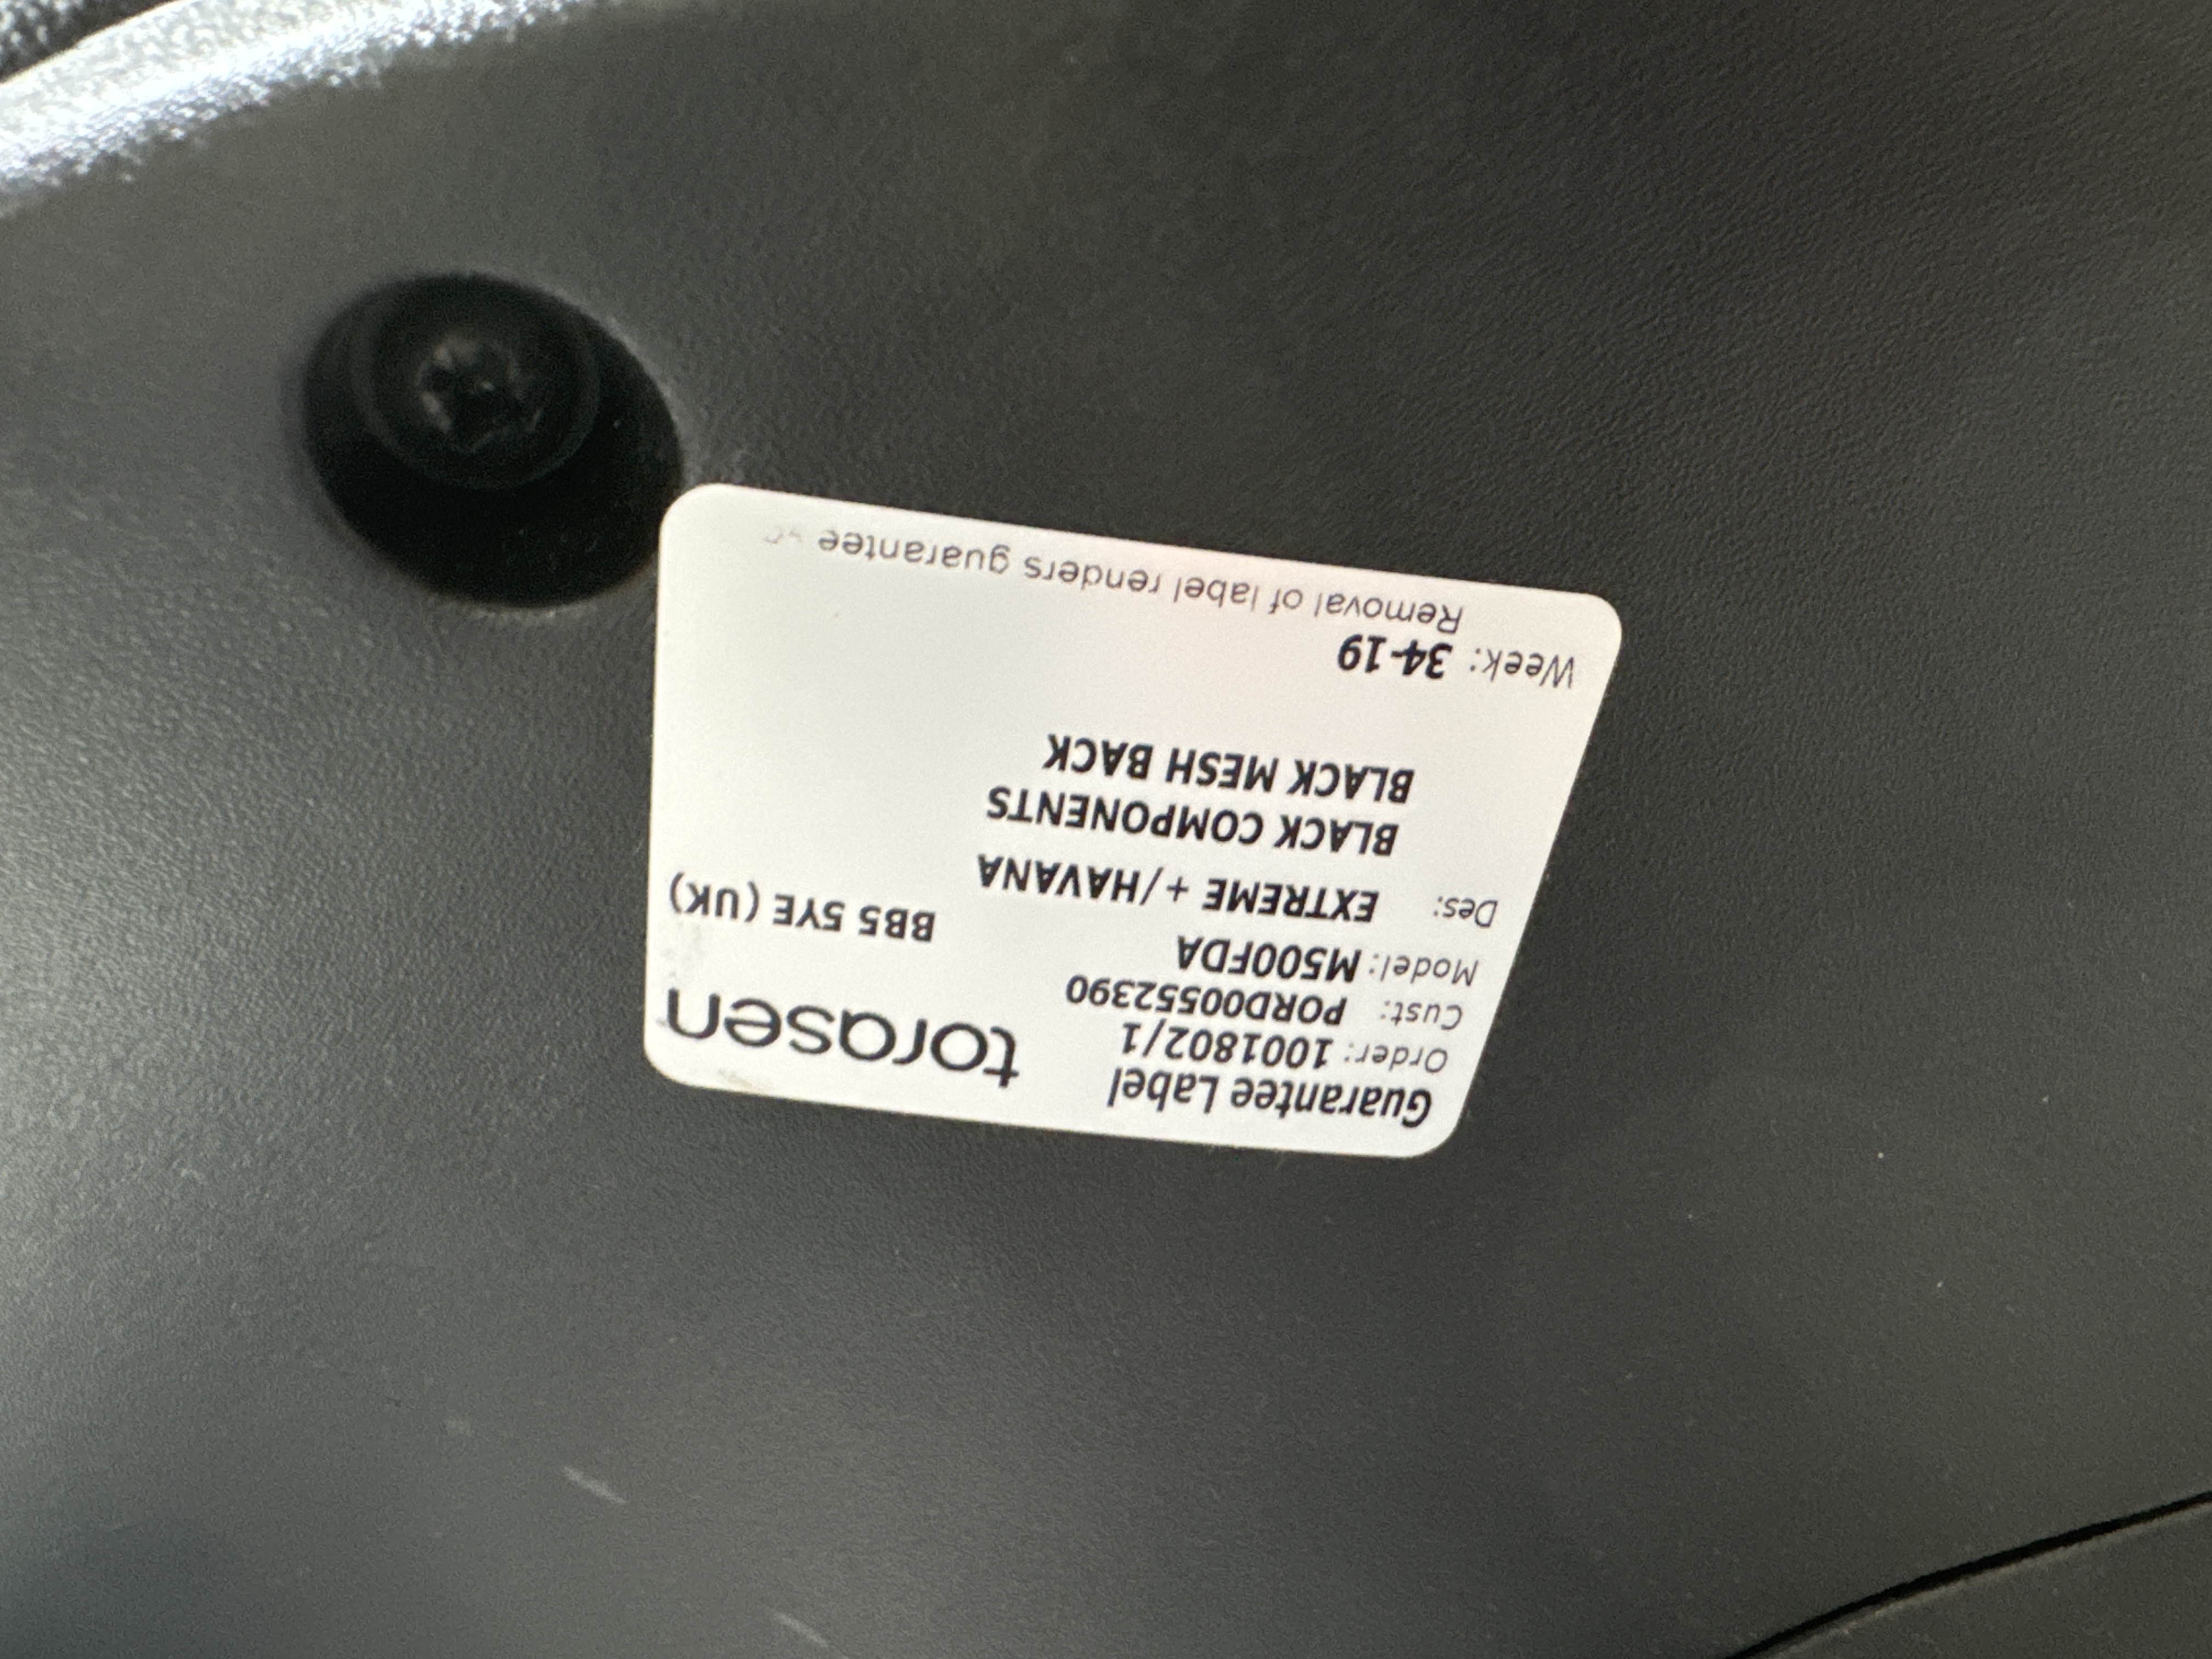 Guarantee Label
torasen
Order: 1001802/1
Cust: PORD00552390
Model: M500FDA
BB5 5YE (UK)
Des: EXTREME +/HAVANA
BLACK COMPONENTS
BLACK MESH BACK
Week: 34-19
Removal of label renders guarantee